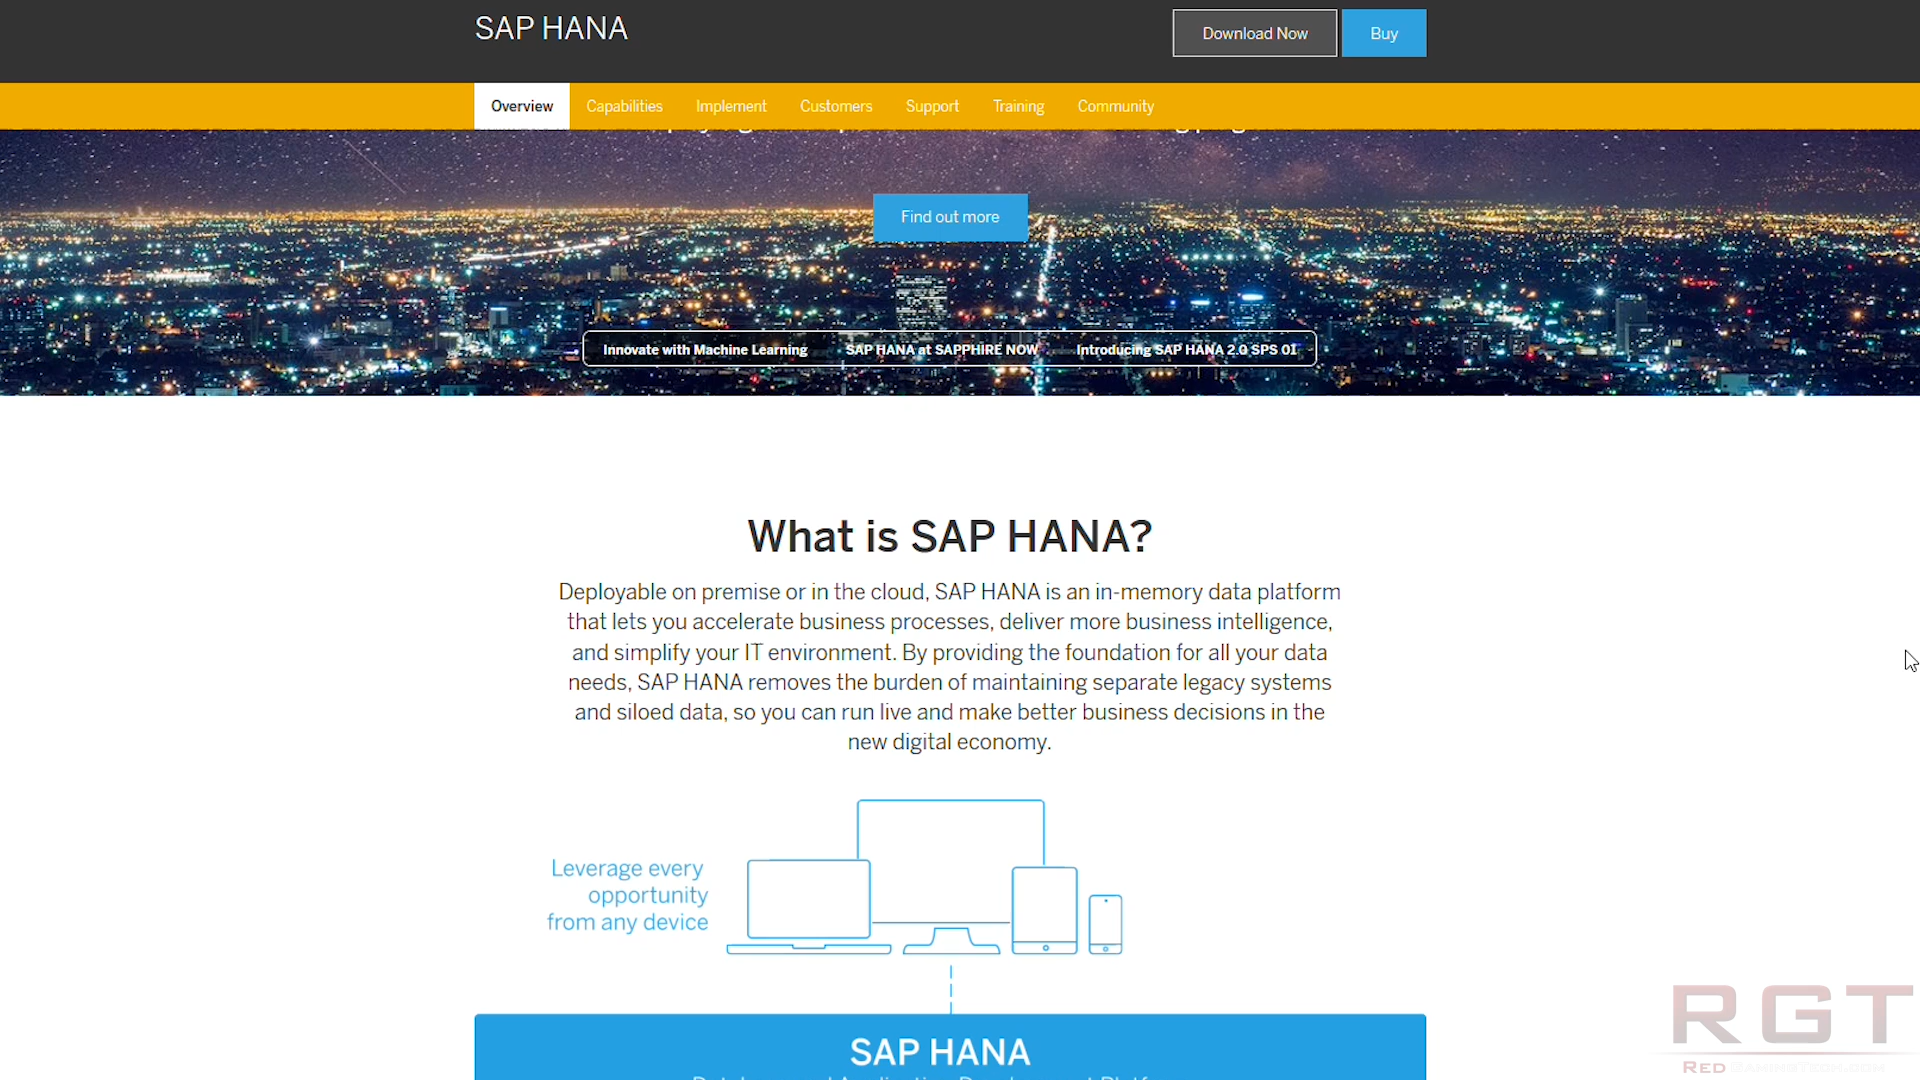 SAP HANA
Download Now
Buy
Overview
Capabilities
Implement
Customers
Support
Training
Community
Find out more
Innovate with Machine Learning
SAP HANA at SAPPHIRE NOW
Introducing SAP HANA 2.0 SPS 01
What is SAP HANA?
Deployable on premise or in the cloud, SAP HANA is an in-memory data platform
that lets you accelerate business processes, deliver more business intelligence,
and simplify your IT environment. By providing the foundation for all your data
needs, SAP HANA removes the burden of maintaining separate legacy systems
and siloed data, so you can run live and make better business decisions in the
new digital economy.
Leverage every
opportunity
from any device
SAP HANA
RGT
RED GAMINGTECH.COM